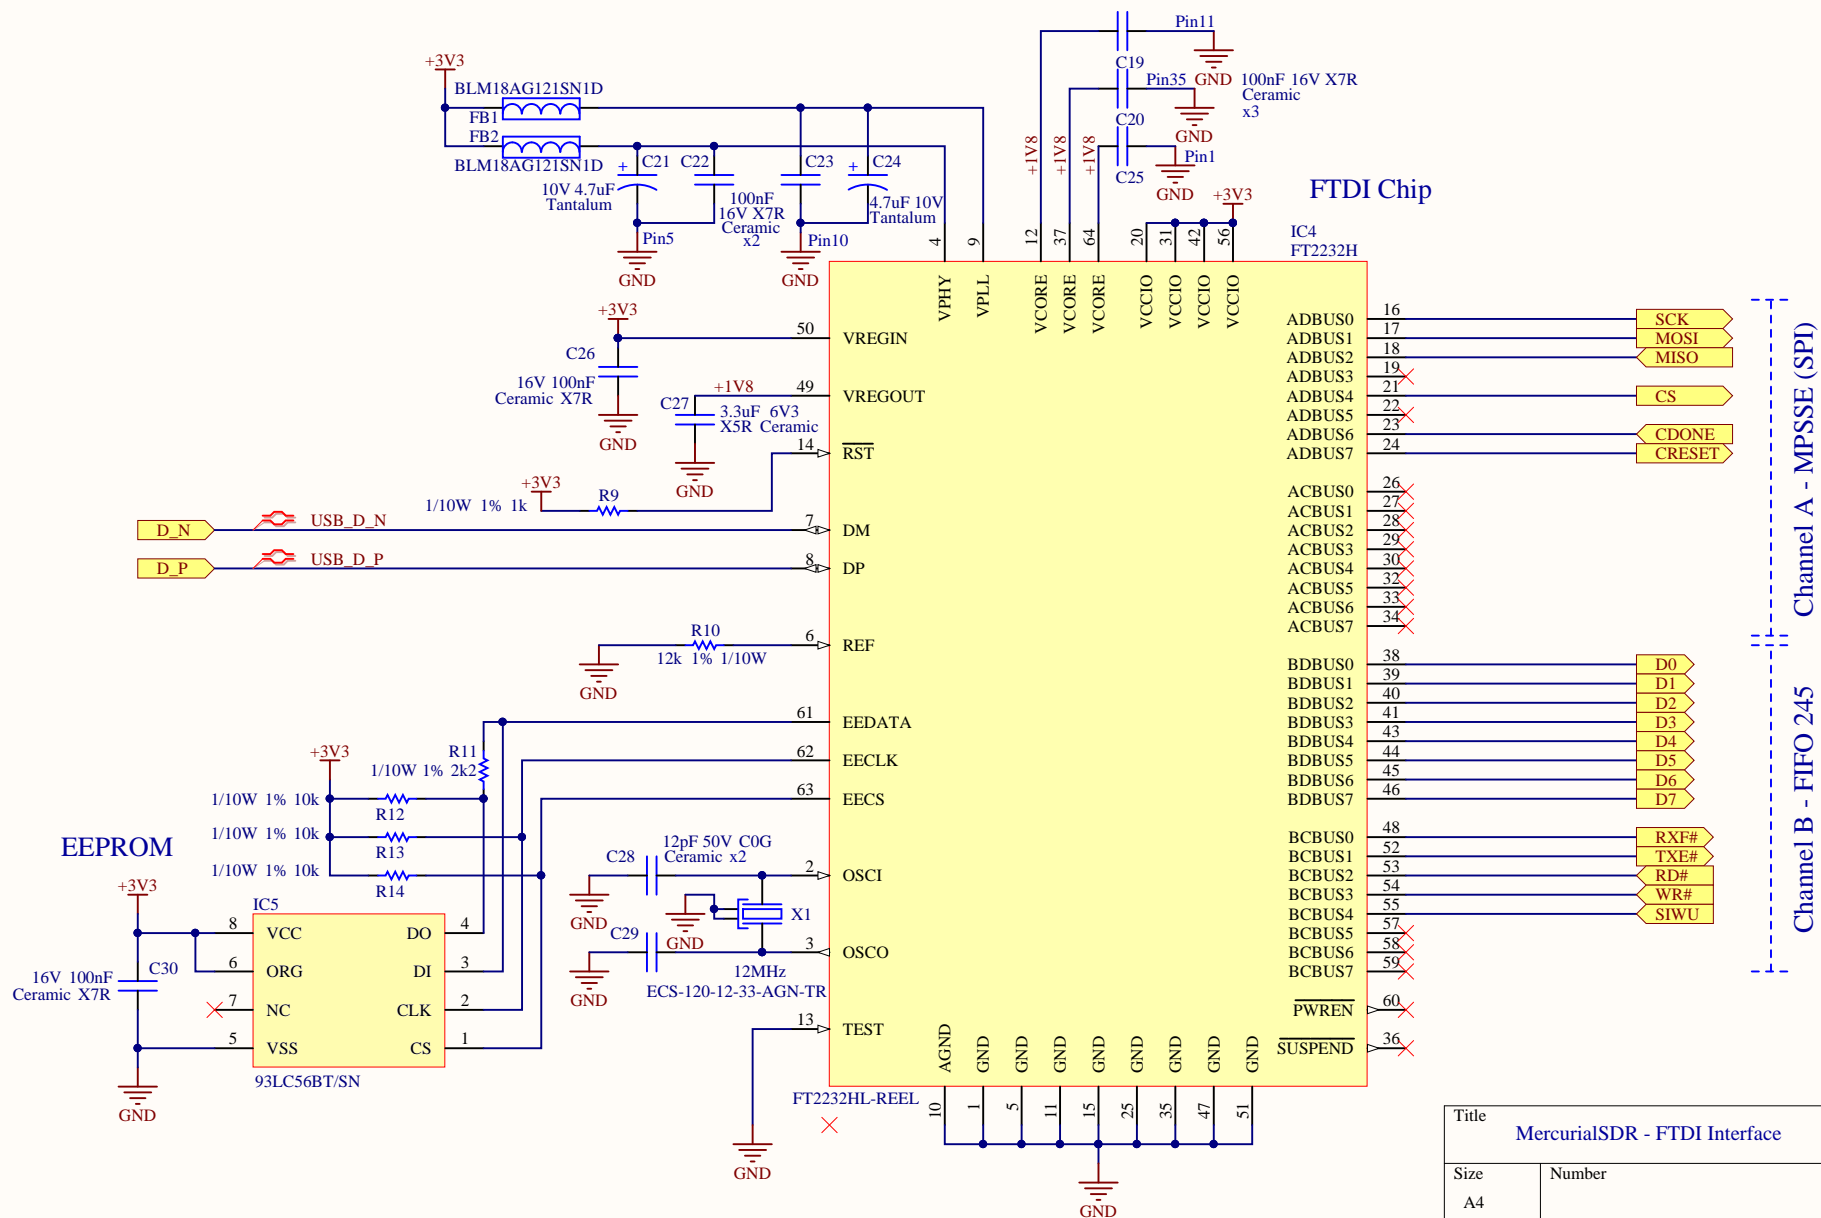 +3V3
BLM18AG121SN1D
FB1
FB2
BLM18AG121SN1D
+ C21
10V 4.7uF
Tantalum
C22
100nF
16V X7R
Ceramic
x2
C23
+ C24
4.7uF 10V
Tantalum
Pin5
GND
Pin10
GND
C19
Pin11
GND
C20
Pin35
GND
C25
Pin1
GND
100nF 16V X7R
Ceramic
x3
+1V8
+1V8
+1V8
FTDI Chip
+3V3
IC4
FT2232H
4 VPHY
9 VPLL
12 VCORE
37 VCORE
64 VCORE
20 VCCIO
31 VCCIO
42 VCCIO
56 VCCIO
+3V3
50 VREGIN
C26
16V 100nF
Ceramic X7R
GND
+1V8
49 VREGOUT
C27
3.3uF 6V3
X5R Ceramic
GND
14 RST
+3V3
R9
1/10W 1% 1k
D_N USB_D_N 7 DM
D_P USB_D_P 8 DP
R10
12k 1% 1/10W
GND
6 REF
61 EEDATA
62 EECLK
63 EECS
+3V3
R11
1/10W 1% 2k2
1/10W 1% 10k
R12
1/10W 1% 10k
R13
1/10W 1% 10k
R14
EEPROM
+3V3
IC5
8 VCC
6 ORG
7 NC
5 VSS
DO 4
DI 3
CLK 2
CS 1
93LC56BT/SN
C30
16V 100nF
Ceramic X7R
GND
12pF 50V C0G
Ceramic x2
C28
GND
2 OSCI
X1
GND
C29
GND
3 OSCO
12MHz
ECS-120-12-33-AGN-TR
13 TEST
GND
FT2232HL-REEL
10 AGND
1 GND
5 GND
11 GND
15 GND
25 GND
35 GND
47 GND
51 GND
GND
ADBUS0 16 SCK
ADBUS1 17 MOSI
ADBUS2 18 MISO
ADBUS3 19
ADBUS4 21 CS
ADBUS5 22
ADBUS6 23 CDONE
ADBUS7 24 CRESET
ACBUS0 26
ACBUS1 27
ACBUS2 28
ACBUS3 29
ACBUS4 30
ACBUS5 32
ACBUS6 33
ACBUS7 34
BDBUS0 38 D0
BDBUS1 39 D1
BDBUS2 40 D2
BDBUS3 41 D3
BDBUS4 43 D4
BDBUS5 44 D5
BDBUS6 45 D6
BDBUS7 46 D7
BCBUS0 48 RXF#
BCBUS1 52 TXE#
BCBUS2 53 RD#
BCBUS3 54 WR#
BCBUS4 55 SIWU
BCBUS5 57
BCBUS6 58
BCBUS7 59
PWREN 60
SUSPEND 36
Channel A - MPSSE (SPI)
Channel B - FIFO 245
Title
MercurialSDR - FTDI Interface
Size
Number
A4